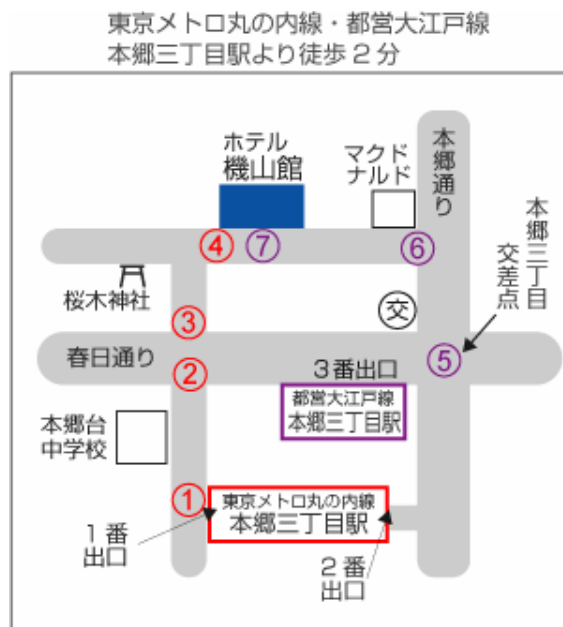 東京メトロ丸の内線・都営大江戸線
本郷三丁目駅より徒歩2分
ホテル
機山館
マクド
ナルド
本郷通り
本郷三丁目
交差点
④
⑦
⑥
桜木神社
③
交
春日通り
②
3番出口
⑤
都営大江戸線
本郷三丁目駅
本郷台
中学校
①
東京メトロ丸の内線
本郷三丁目駅
1番
出口
2番
出口